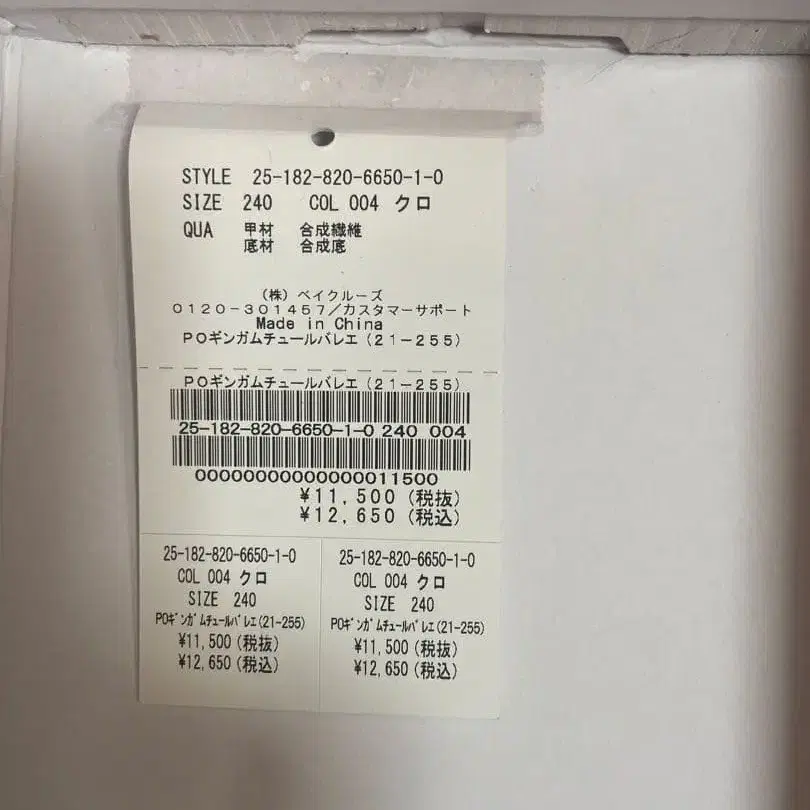 STYLE 25-182-820-6650-1-0
SIZE 240 COL 004 クロ
QUA 甲材 合成繊維
底材 合成底
(株) ベイクルーズ
0120-301457/カスタマーサポート
Made in China
POギンガムチュールバレエ(21-255)
POギンガムチュールバレエ(21-255)
25-182-820-6650-1-0 240 004
00000000000000011500
¥11,500(税抜)
¥12,650(税込)
25-182-820-6650-1-0
COL 004 クロ
SIZE 240
POギンガムチュールバレエ(21-255)
¥11,500(税抜)
¥12,650(税込)
25-182-820-6650-1-0
COL 004 クロ
SIZE 240
POギンガムチュールバレエ(21-255)
¥11,500(税抜)
¥12,650(税込)